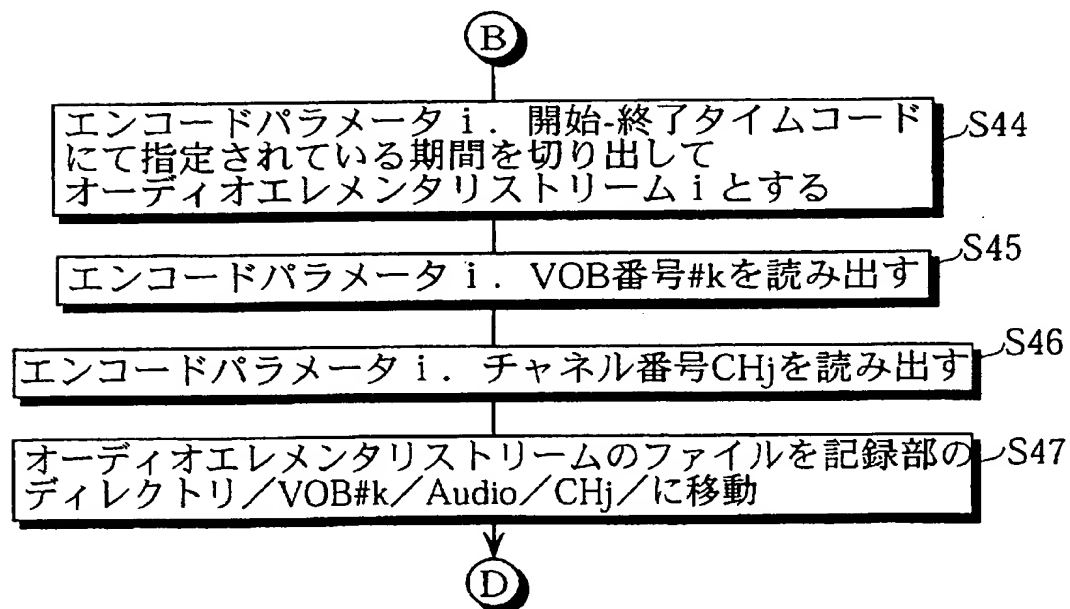 B
エンコードパラメータｉ．開始-終了タイムコード
にて指定されている期間を切り出して
オーディオエレメンタリストリームｉとする
S44
エンコードパラメータｉ．VOB番号#kを読み出す
S45
エンコードパラメータｉ．チャネル番号CHjを読み出す
S46
オーディオエレメンタリストリームのファイルを記録部の
ディレクトリ／VOB#k／Audio／CHj／に移動
S47
D